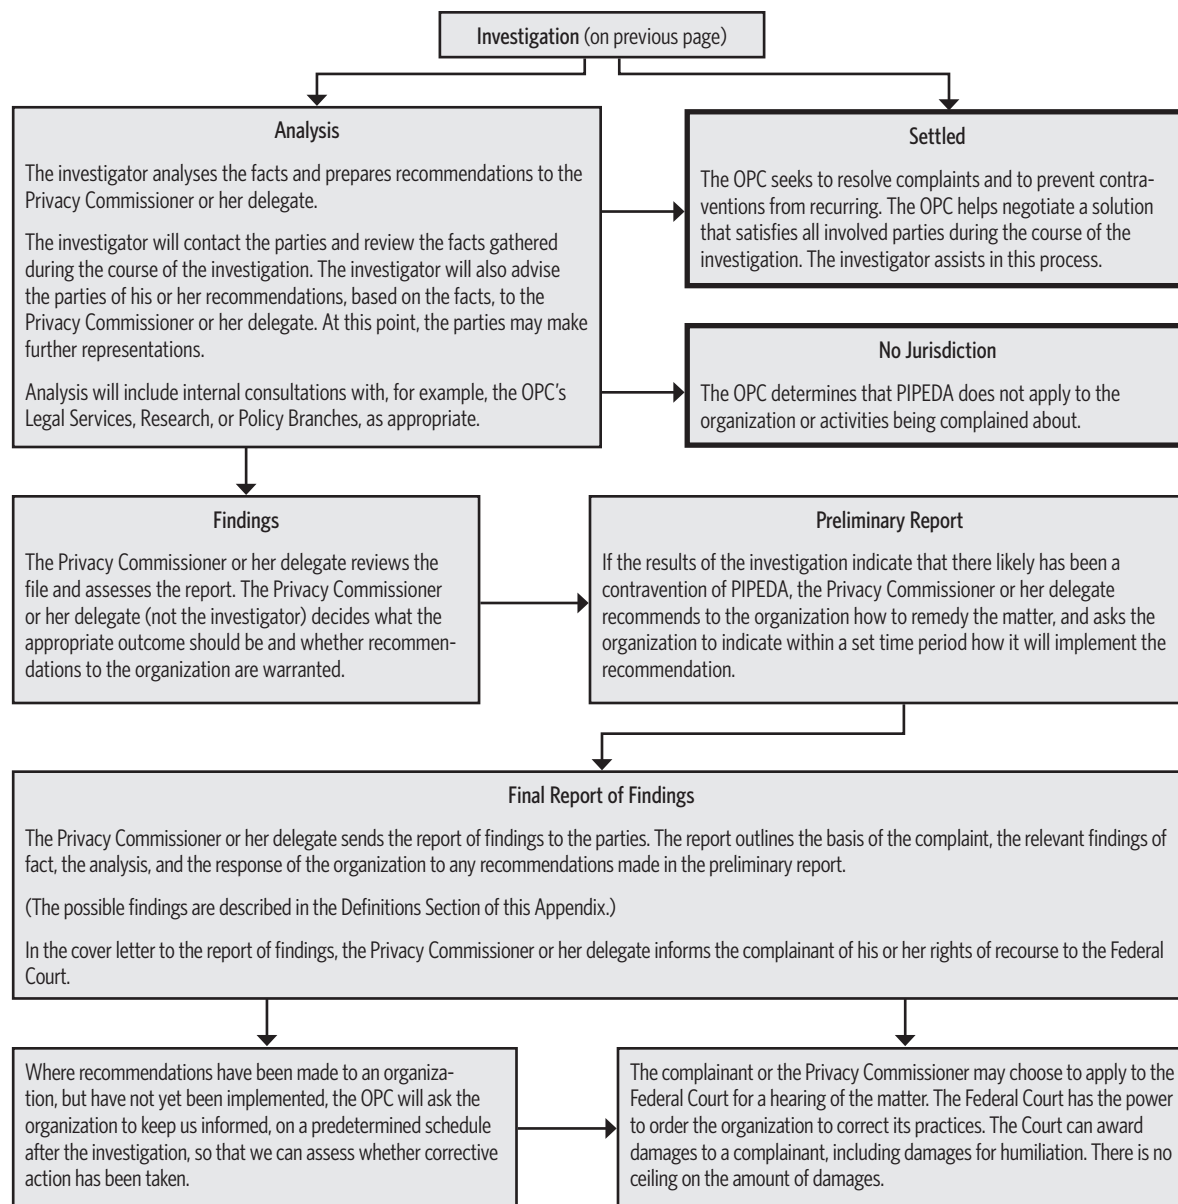 Investigation (on previous page)
Analysis
The investigator analyses the facts and prepares recommendations to the
Privacy Commissioner or her delegate.
The investigator will contact the parties and review the facts gathered
during the course of the investigation. The investigator will also advise
the parties of his or her recommendations, based on the facts, to the
Privacy Commissioner or her delegate. At this point, the parties may make
further representations.
Analysis will include internal consultations with, for example, the OPC's
Legal Services, Research, or Policy Branches, as appropriate.
Settled
The OPC seeks to resolve complaints and to prevent contra-
ventions from recurring. The OPC helps negotiate a solution
that satisfies all involved parties during the course of the
investigation. The investigator assists in this process.
No Jurisdiction
The OPC determines that PIPEDA does not apply to the
organization or activities being complained about.
Findings
The Privacy Commissioner or her delegate reviews the
file and assesses the report. The Privacy Commissioner
or her delegate (not the investigator) decides what the
appropriate outcome should be and whether recommen-
dations to the organization are warranted.
Preliminary Report
If the results of the investigation indicate that there likely has been a
contravention of PIPEDA, the Privacy Commissioner or her delegate
recommends to the organization how to remedy the matter, and asks the
organization to indicate within a set time period how it will implement the
recommendation.
Final Report of Findings
The Privacy Commissioner or her delegate sends the report of findings to the parties. The report outlines the basis of the complaint, the relevant findings of
fact, the analysis, and the response of the organization to any recommendations made in the preliminary report.
(The possible findings are described in the Definitions Section of this Appendix.)
In the cover letter to the report of findings, the Privacy Commissioner or her delegate informs the complainant of his or her rights of recourse to the Federal
Court.
Where recommendations have been made to an organiza-
tion, but have not yet been implemented, the OPC will ask the
organization to keep us informed, on a predetermined schedule
after the investigation, so that we can assess whether corrective
action has been taken.
The complainant or the Privacy Commissioner may choose to apply to the
Federal Court for a hearing of the matter. The Federal Court has the power
to order the organization to correct its practices. The Court can award
damages to a complainant, including damages for humiliation. There is no
ceiling on the amount of damages.